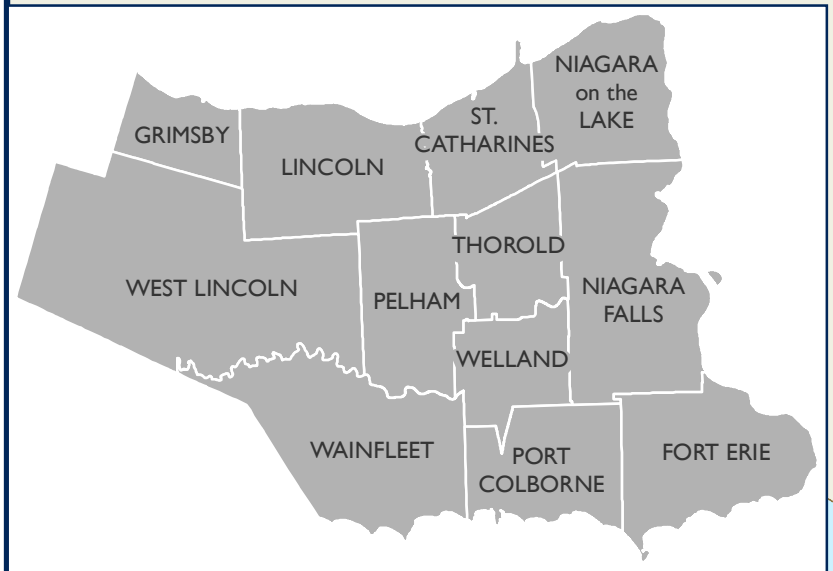 NIAGARA
on the
LAKE
ST.
CATHARINES
GRIMSBY
LINCOLN
THOROLD
WEST LINCOLN
PELHAM
NIAGARA
FALLS
WELLAND
WAINFLEET
PORT
COLBORNE
FORT ERIE